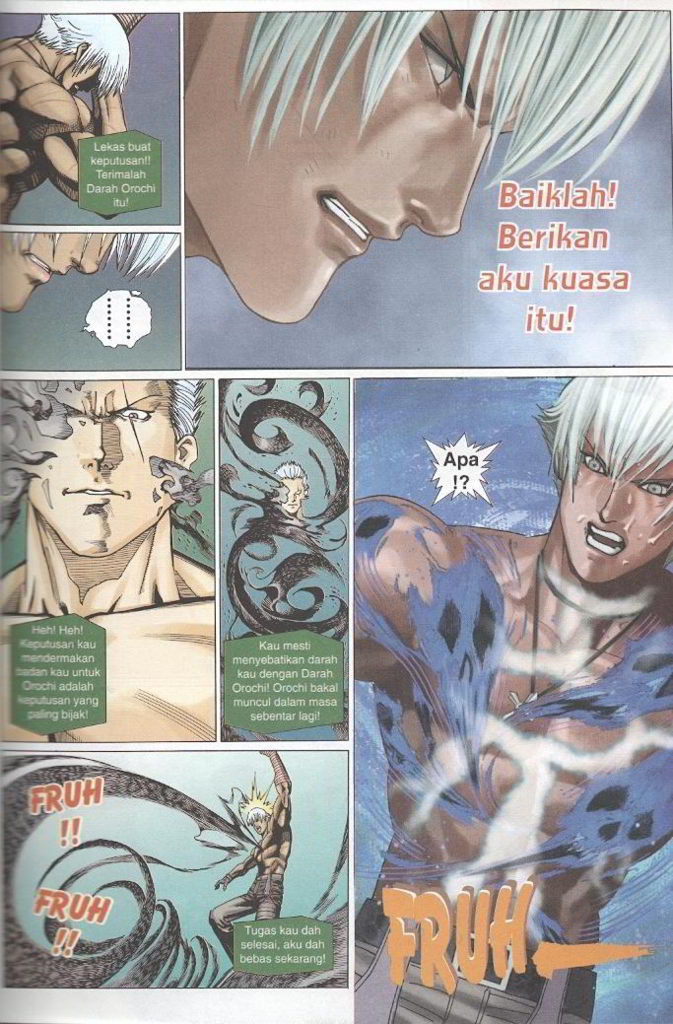 Lekas buat
keputusan!!
Terimalah
Darah Orochi
itu!
Baiklah!
Berikan
aku kuasa
itu!
......
Heh! Heh!
Keputusan kau
mendermakan
badan kau untuk
Orochi adalah
keputusan yang
paling bijak!
Kau mesti
menyebatikan darah
kau dengan Darah
Orochi! Orochi bakal
muncul dalam masa
sebentar lagi!
Apa
!?
FRUH
!!
FRUH
!!
Tugas kau dah
selesai, aku dah
bebas sekarang!
FRUH